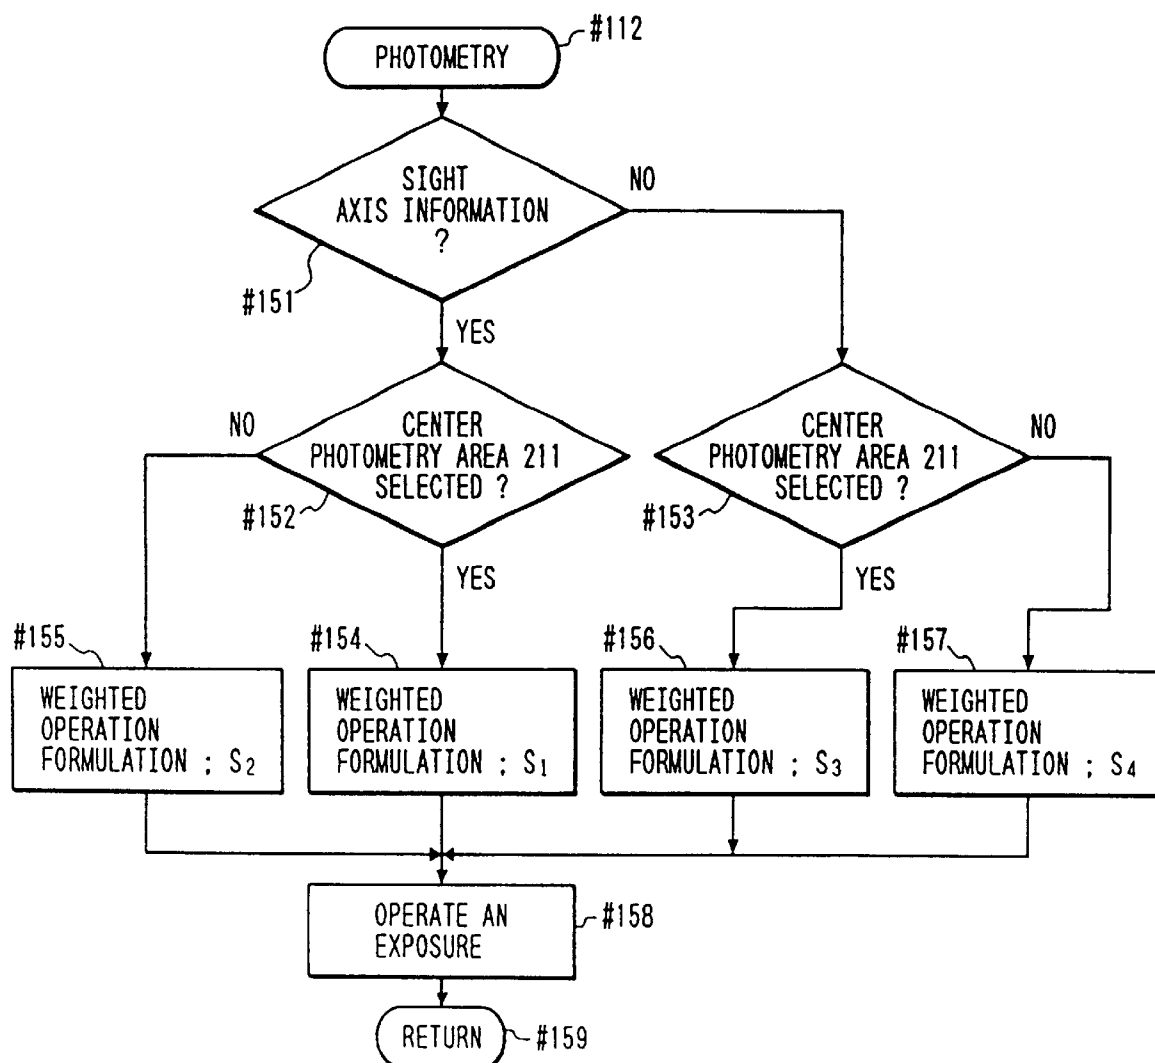 #112
PHOTOMETRY
SIGHT
AXIS INFORMATION
?
NO
#151
YES
NO
CENTER
PHOTOMETRY AREA 211
SELECTED ?
#152
YES
CENTER
PHOTOMETRY AREA 211
SELECTED ?
NO
#153
YES
#155
WEIGHTED
OPERATION
FORMULATION ; S₂
#154
WEIGHTED
OPERATION
FORMULATION ; S₁
#156
WEIGHTED
OPERATION
FORMULATION ; S₃
#157
WEIGHTED
OPERATION
FORMULATION ; S₄
OPERATE AN
EXPOSURE
#158
RETURN
#159